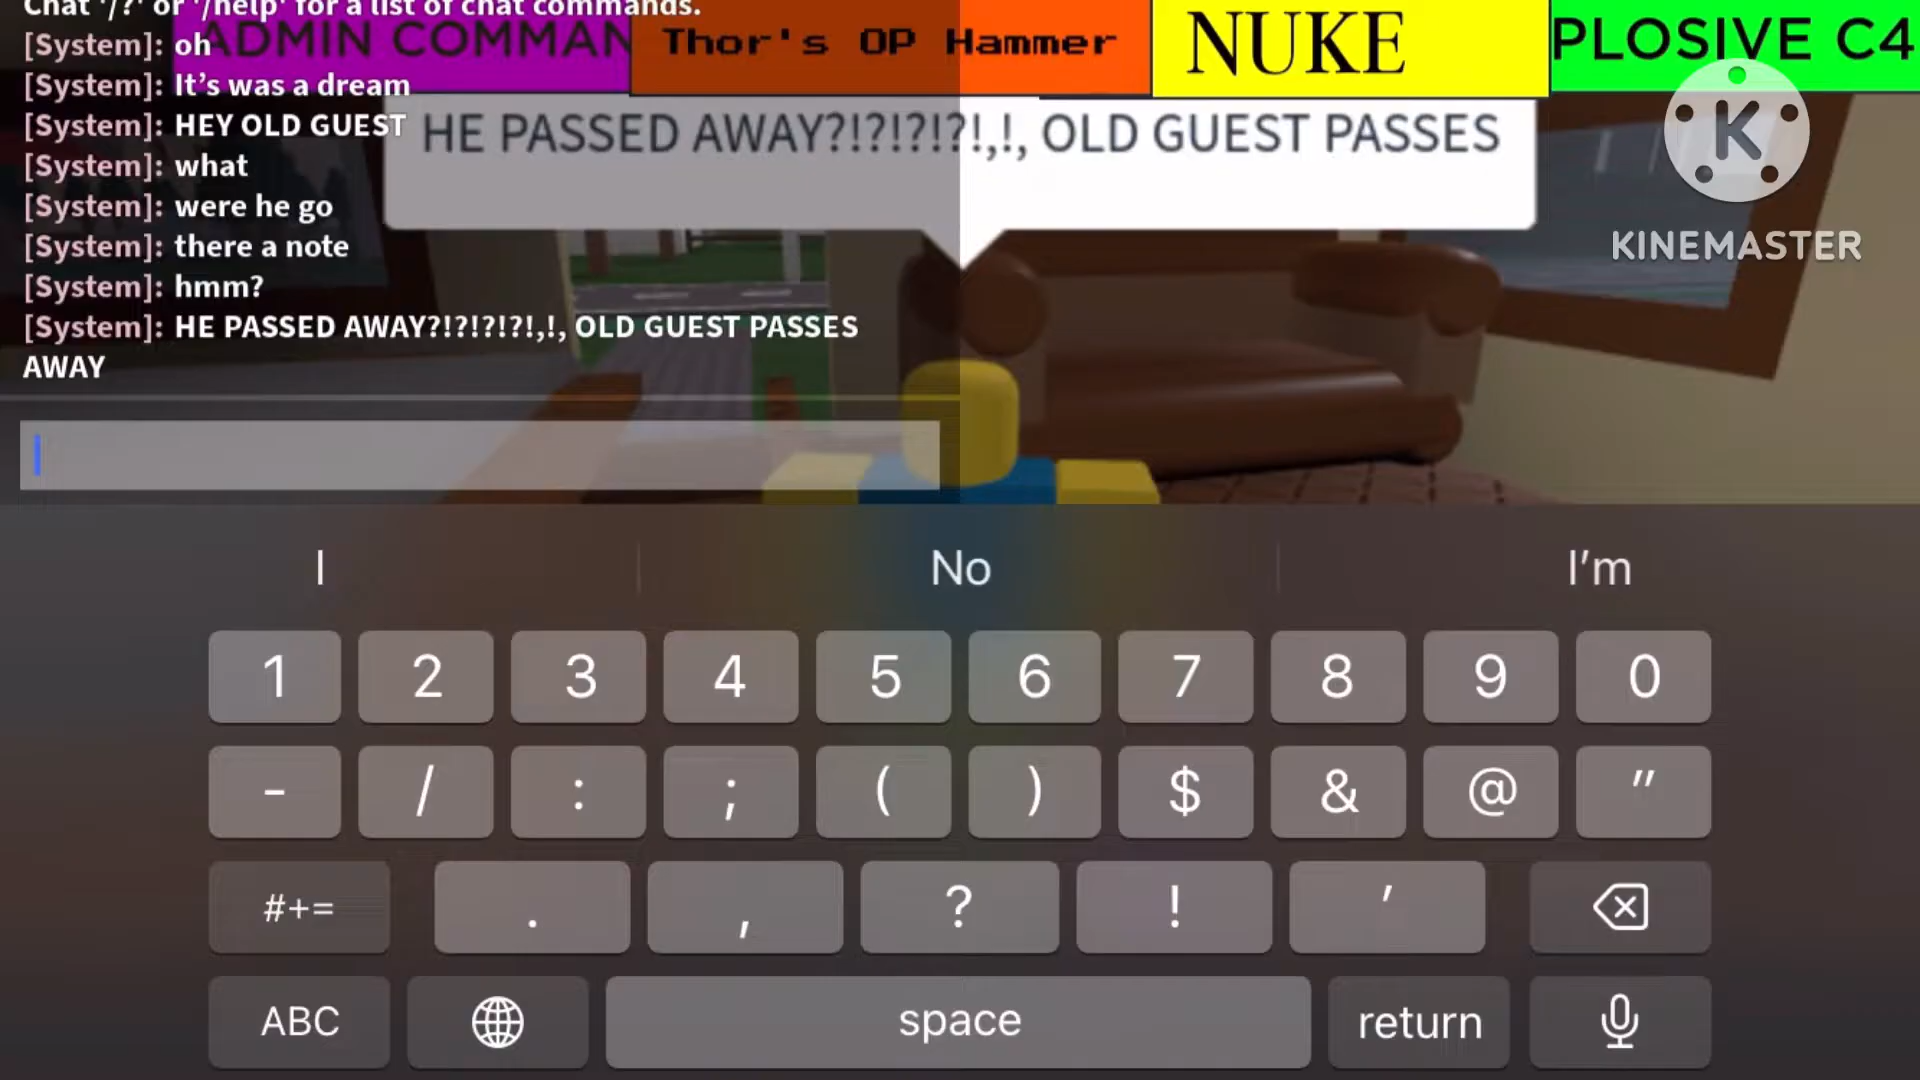 Chat '/?' or '/help' for a list of chat commands.
[System]: oh
[System]: It’s was a dream
[System]: HEY OLD GUEST
[System]: what
[System]: were he go
[System]: there a note
[System]: hmm?
[System]: HE PASSED AWAY?!?!?!?!,!, OLD GUEST PASSES
AWAY
ADMIN COMMAN
Thor's OP Hammer
NUKE
PLOSIVE C4
HE PASSED AWAY?!?!?!?!,!, OLD GUEST PASSES
K
KINEMASTER
I No I’m
1 2 3 4 5 6 7 8 9 0
- / : ; ( ) $ & @ "
#+= . , ? ! '
ABC space return